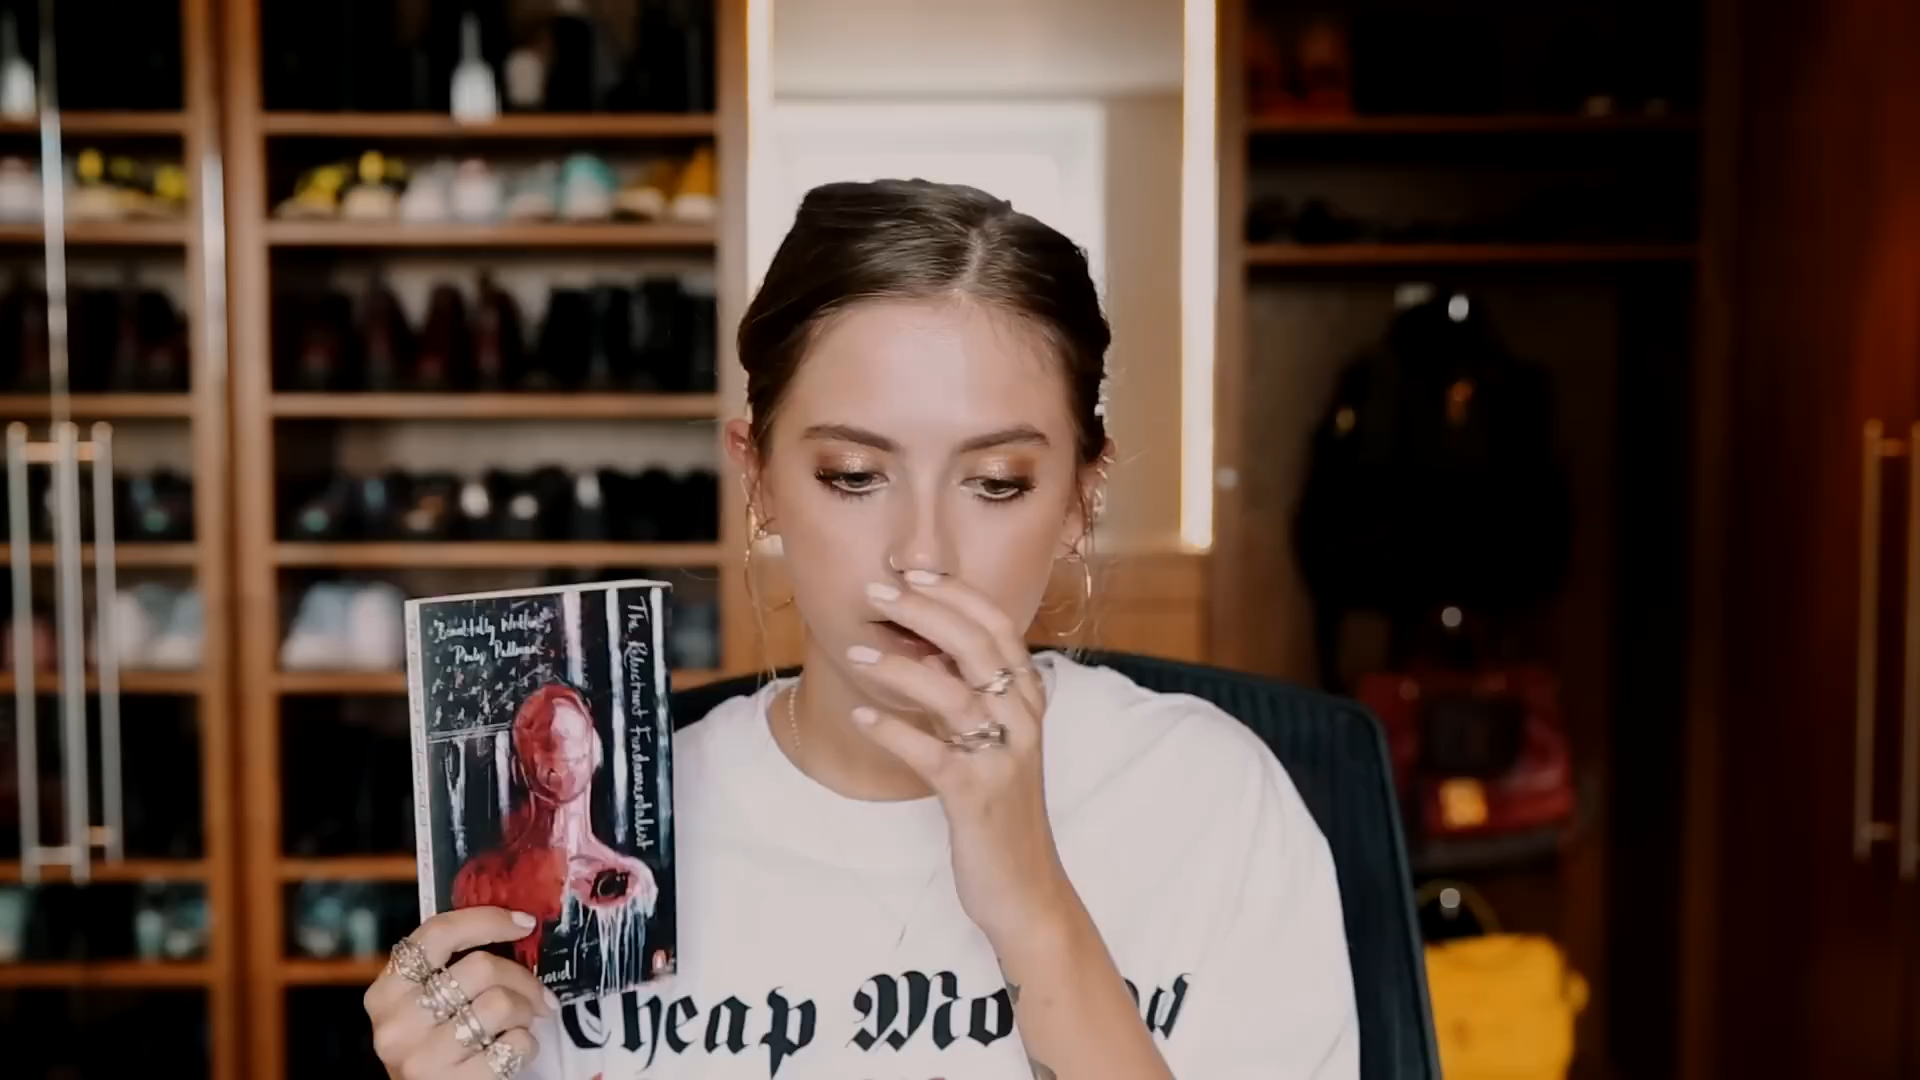 "Beautifully Written"
Philip Pullman
The Reluctant Fundamentalist
Cheap Mo